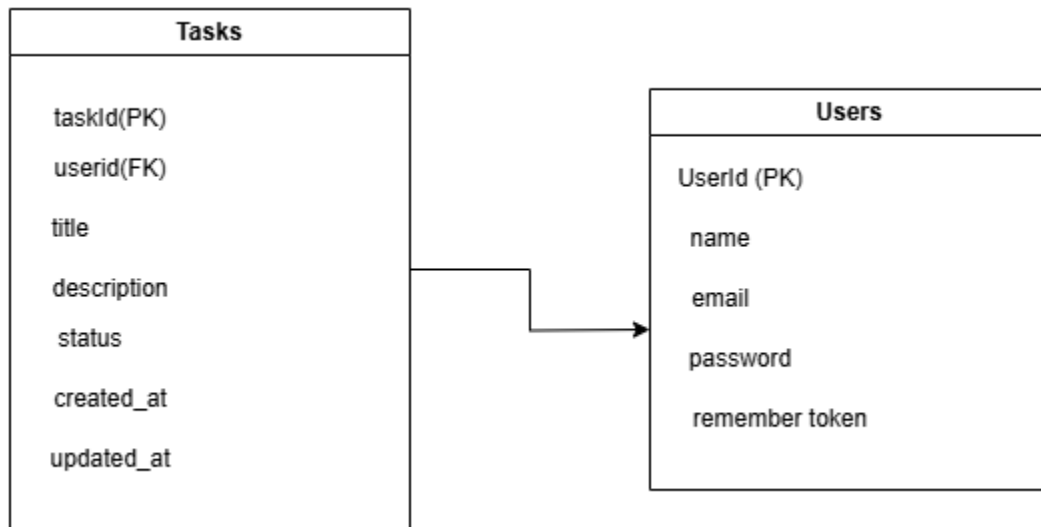 Tasks
taskId(PK)
userid(FK)
title
description
status
created_at
updated_at
Users
UserId (PK)
name
email
password
remember token